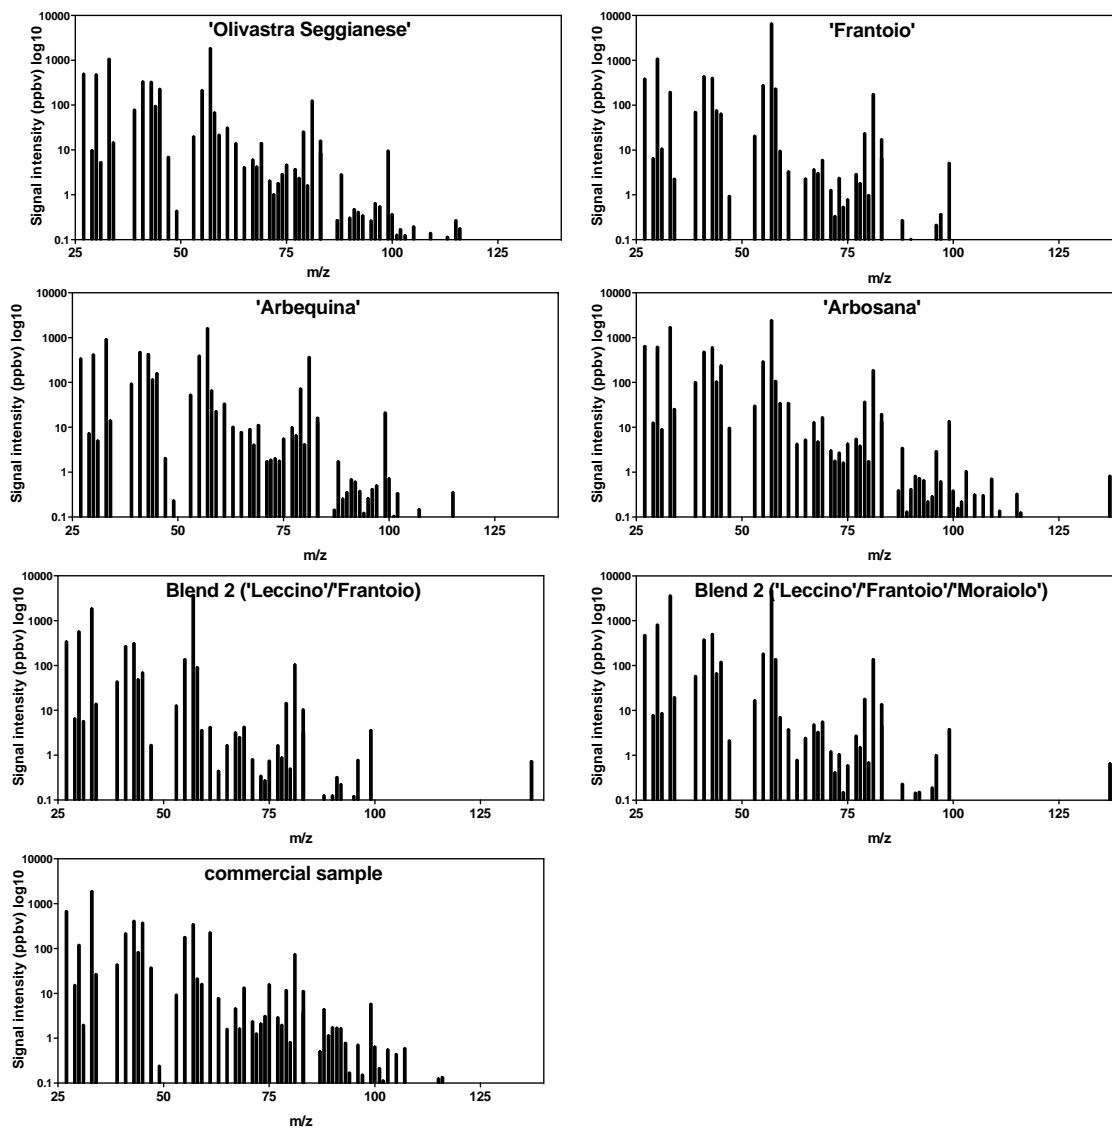 'Olivastra Seggianese'
Signal intensity (ppbv) log10
10000
1000
100
10
1
0.1
25 50 75 100 125
m/z
'Frantoio'
Signal intensity (ppbv) log10
10000
1000
100
10
1
0.1
25 50 75 100 125
m/z
'Arbequina'
Signal intensity (ppbv) log10
10000
1000
100
10
1
0.1
25 50 75 100 125
m/z
'Arbosana'
Signal intensity (ppbv) log10
10000
1000
100
10
1
0.1
25 50 75 100 125
m/z
Blend 2 ('Leccino'/'Frantoio)
Signal intensity (ppbv) log10
10000
1000
100
10
1
0.1
25 50 75 100 125
m/z
Blend 2 ('Leccino'/'Frantoio'/'Moraiolo')
Signal intensity (ppbv) log10
10000
1000
100
10
1
0.1
25 50 75 100 125
m/z
commercial sample
Signal intensity (ppbv) log10
10000
1000
100
10
1
0.1
25 50 75 100 125
m/z